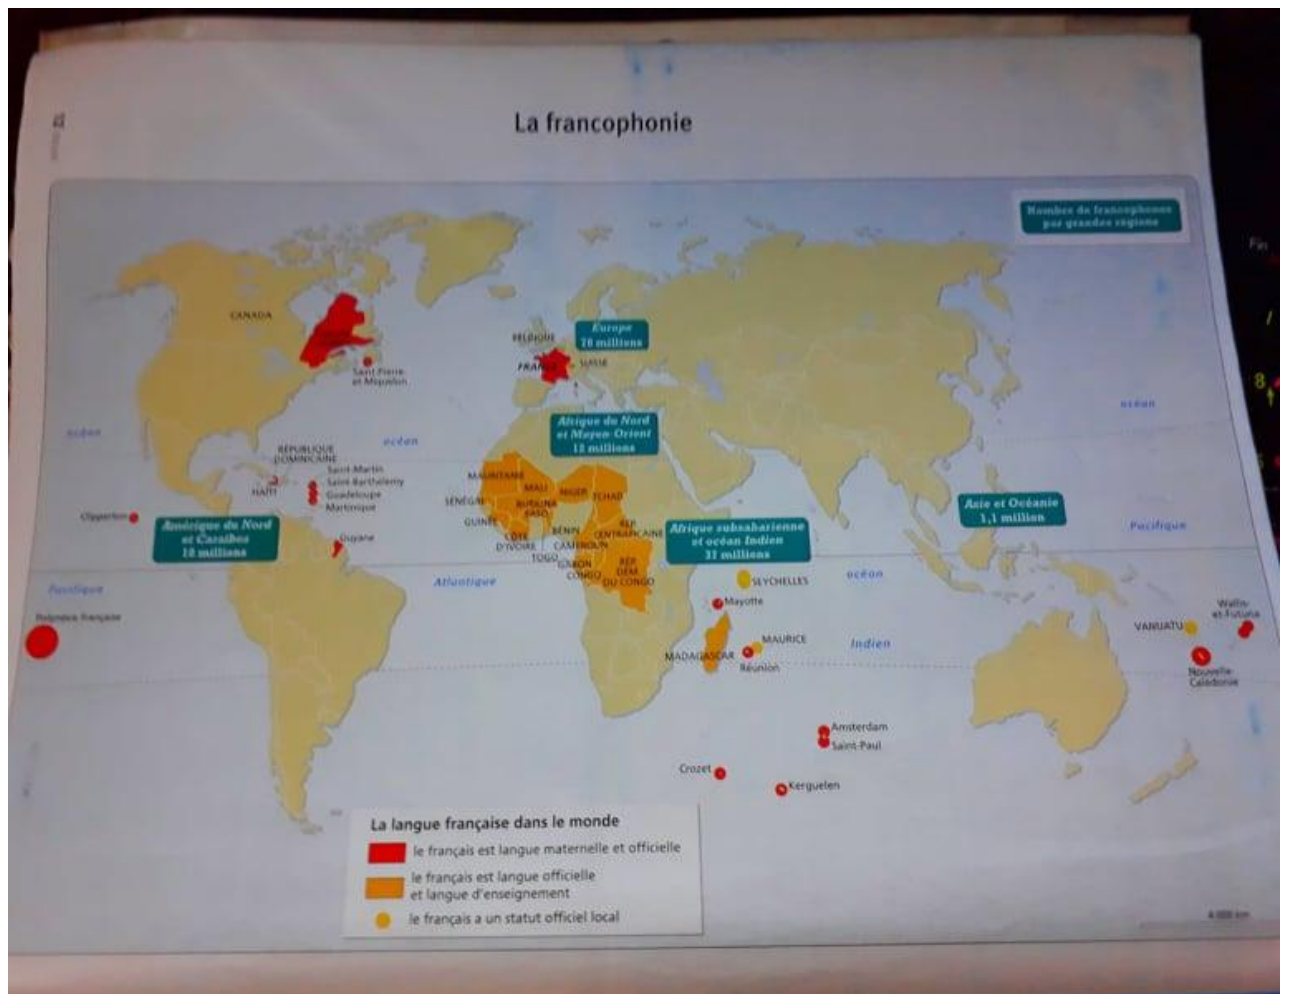 La francophonie
Nombre de francophones
par grandes régions
CANADA
Saint-Pierre
et Miquelon
BELGIQUE
Europe
FRANCE
SUISSE
Afrique du Nord
et Moyen-Orient
12 millions
océan
océan
océan
RÉPUBLIQUE
DOMINICAINE
HAÏTI
Saint-Martin
Saint-Barthélemy
Guadeloupe
Martinique
Clipperton
Amérique du Nord
et Caraïbes
Guyane
MAURITANIE
MALI
NIGER
TCHAD
SÉNÉGAL
BURKINA
FASO
GUINÉE
CÔTE
D'IVOIRE
BÉNIN
TOGO
CAMEROUN
RÉP.
CENTRAFRICAINE
GABON
CONGO
RÉP.
DÉM.
DU CONGO
Afrique subsaharienne
et océan Indien
Asie et Océanie
1,1 million
Pacifique
Pacifique
Atlantique
océan
Indien
Polynésie française
SEYCHELLES
Mayotte
MAURICE
MADAGASCAR
Réunion
VANUATU
Wallis-
et-Futuna
Nouvelle-
Calédonie
Amsterdam
Saint-Paul
Crozet
Kerguelen
La langue française dans le monde
le français est langue maternelle et officielle
le français est langue officielle
et langue d'enseignement
le français a un statut officiel local